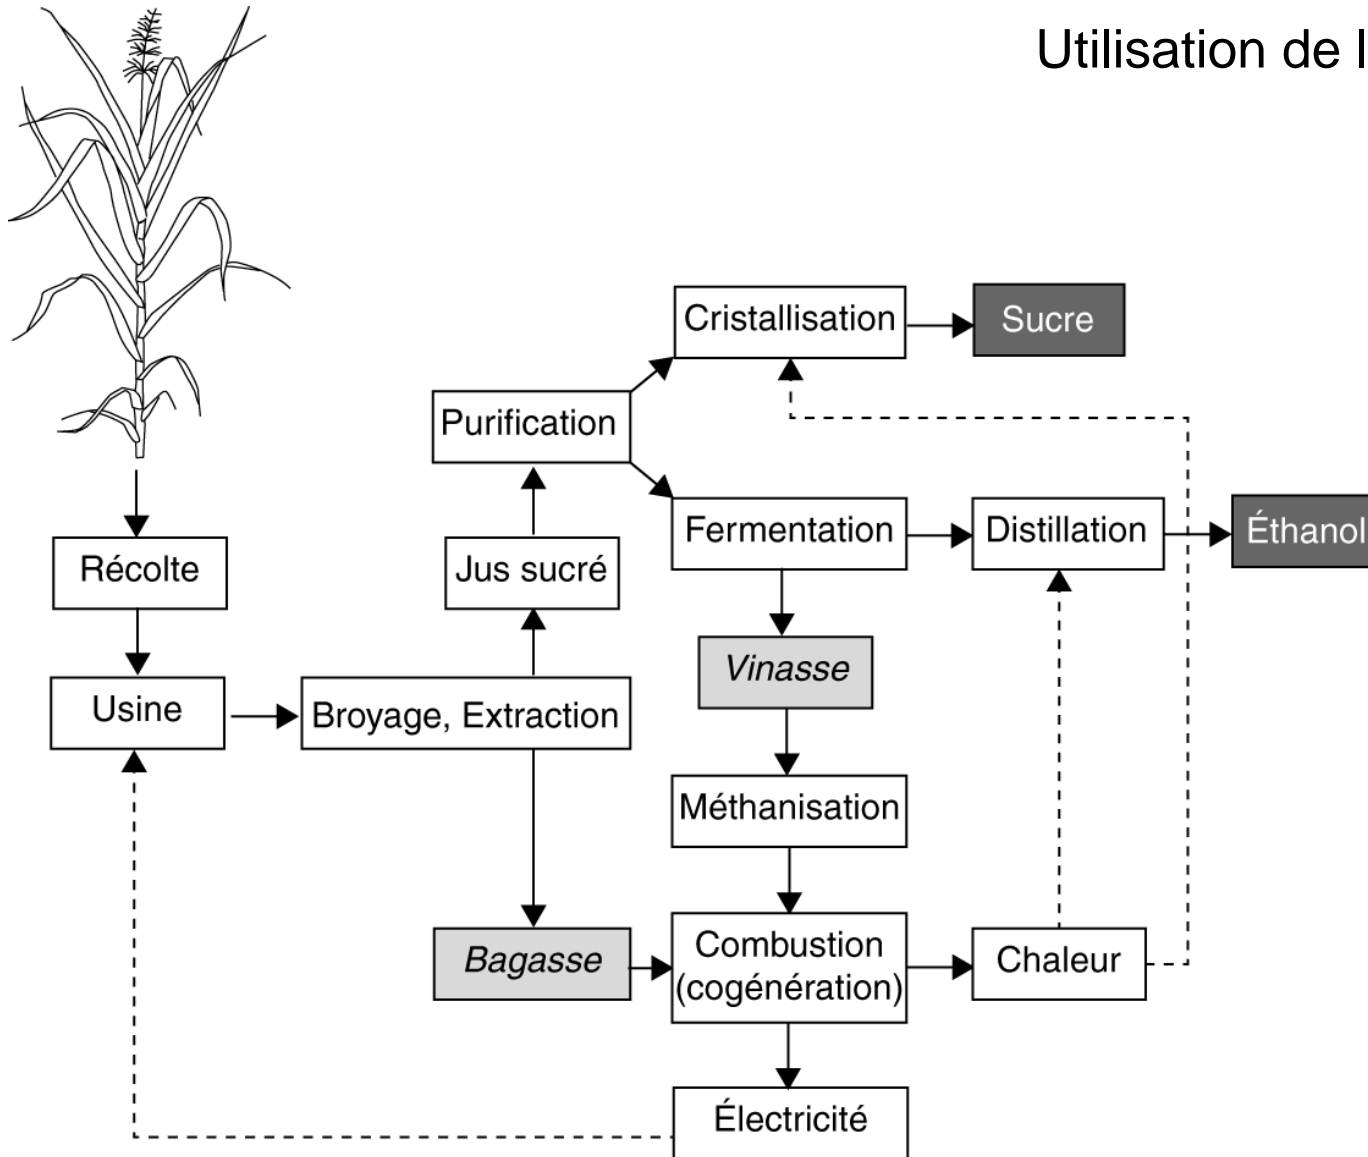 Utilisation de l
Cristallisation
Sucre
Purification
Fermentation
Distillation
Éthanol
Récolte
Jus sucré
Vinasse
Usine
Broyage, Extraction
Méthanisation
Bagasse
Combustion
(cogénération)
Chaleur
Électricité